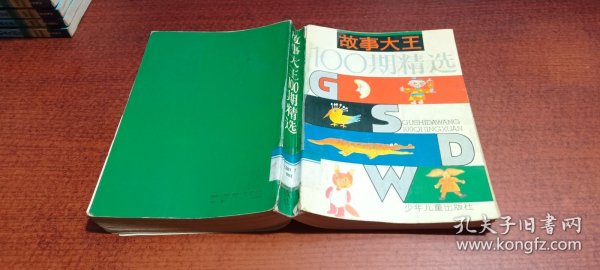 故事大王
100期精选
G
S
GUSHIDAWANG
100QIJINGXUAN
D
W
少年儿童出版社
故事大王100期精选
孔夫子旧书网
www.kongfz.com